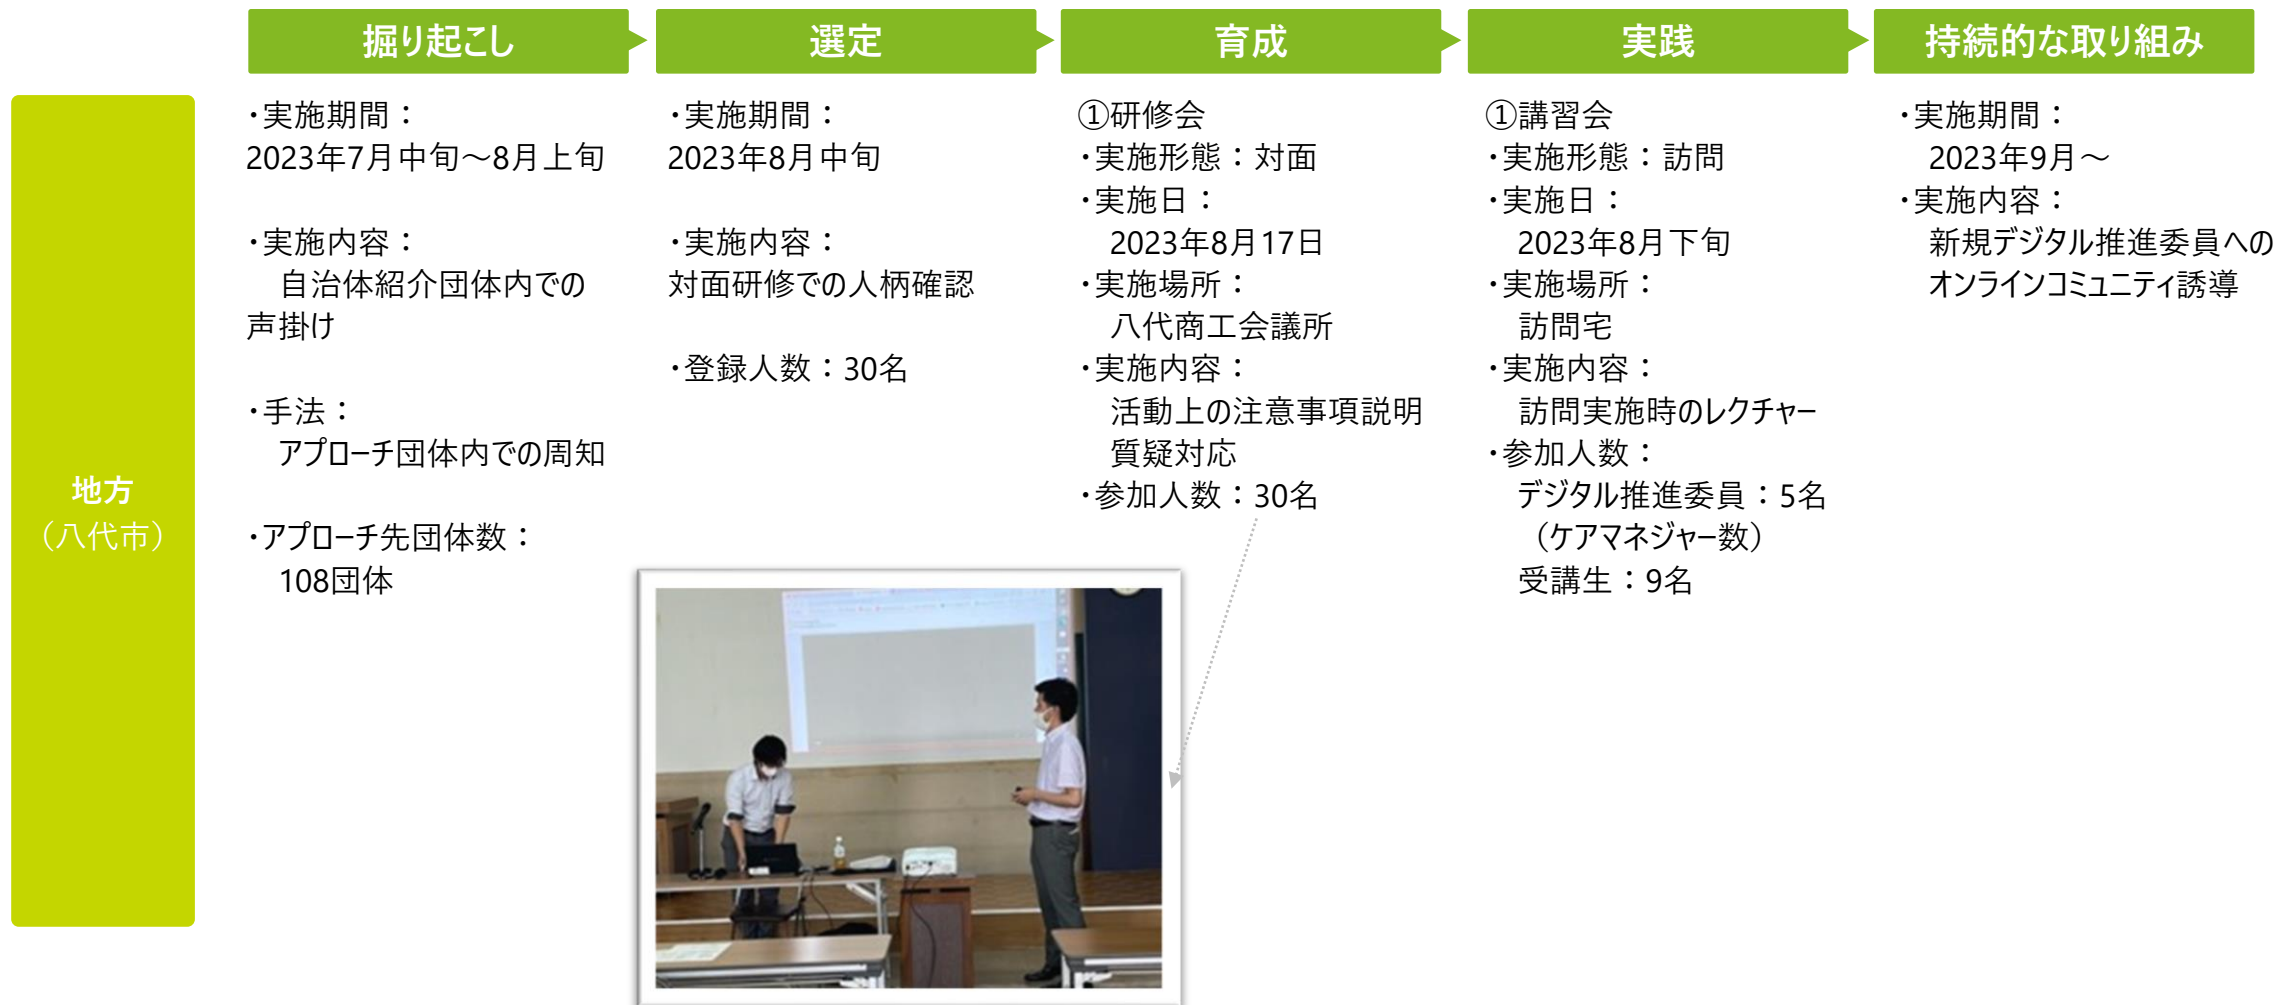 掘り起こし
選定
育成
実践
持続的な取り組み
地方
（八代市）
・実施期間：
2023年7月中旬～8月上旬
・実施内容：
自治体紹介団体内での
声掛け
・手法：
アプローチ団体内での周知
・アプローチ先団体数：
108団体
・実施期間：
2023年8月中旬
・実施内容：
対面研修での人柄確認
・登録人数：30名
①研修会
・実施形態：対面
・実施日：
2023年8月17日
・実施場所：
八代商工会議所
・実施内容：
活動上の注意事項説明
質疑対応
・参加人数：30名
①講習会
・実施形態：訪問
・実施日：
2023年8月下旬
・実施場所：
訪問宅
・実施内容：
訪問実施時のレクチャー
・参加人数：
デジタル推進委員：5名
（ケアマネジャー数）
受講生：9名
・実施期間：
2023年9月～
・実施内容：
新規デジタル推進委員への
オンラインコミュニティ誘導